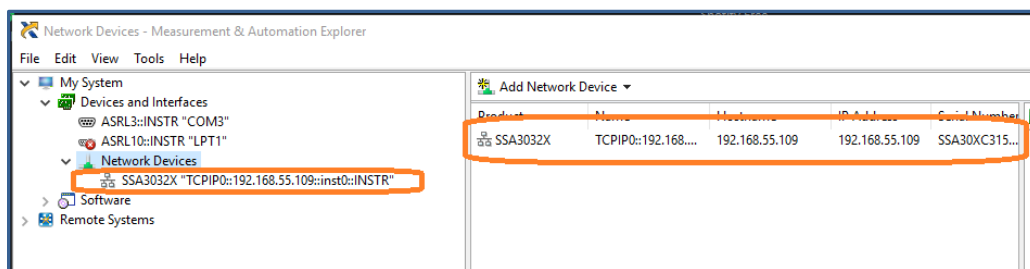 Network Devices - Measurement & Automation Explorer
File Edit View Tools Help
My System
Devices and Interfaces
ASRL3::INSTR "COM3"
ASRL10::INSTR "LPT1"
Network Devices
SSA3032X "TCPIP0::192.168.55.109::inst0::INSTR"
Software
Remote Systems
Add Network Device
Product Name Hostname IP Address Serial Number
SSA3032X TCPIP0::192.168.... 192.168.55.109 192.168.55.109 SSA30XC315...